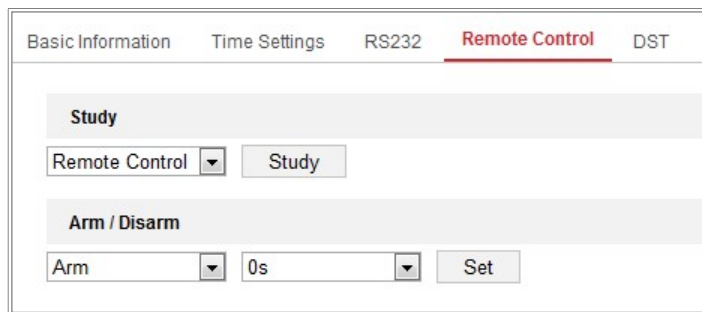 Basic Information Time Settings RS232 Remote Control DST
Study
Remote Control Study
Arm / Disarm
Arm 0s Set